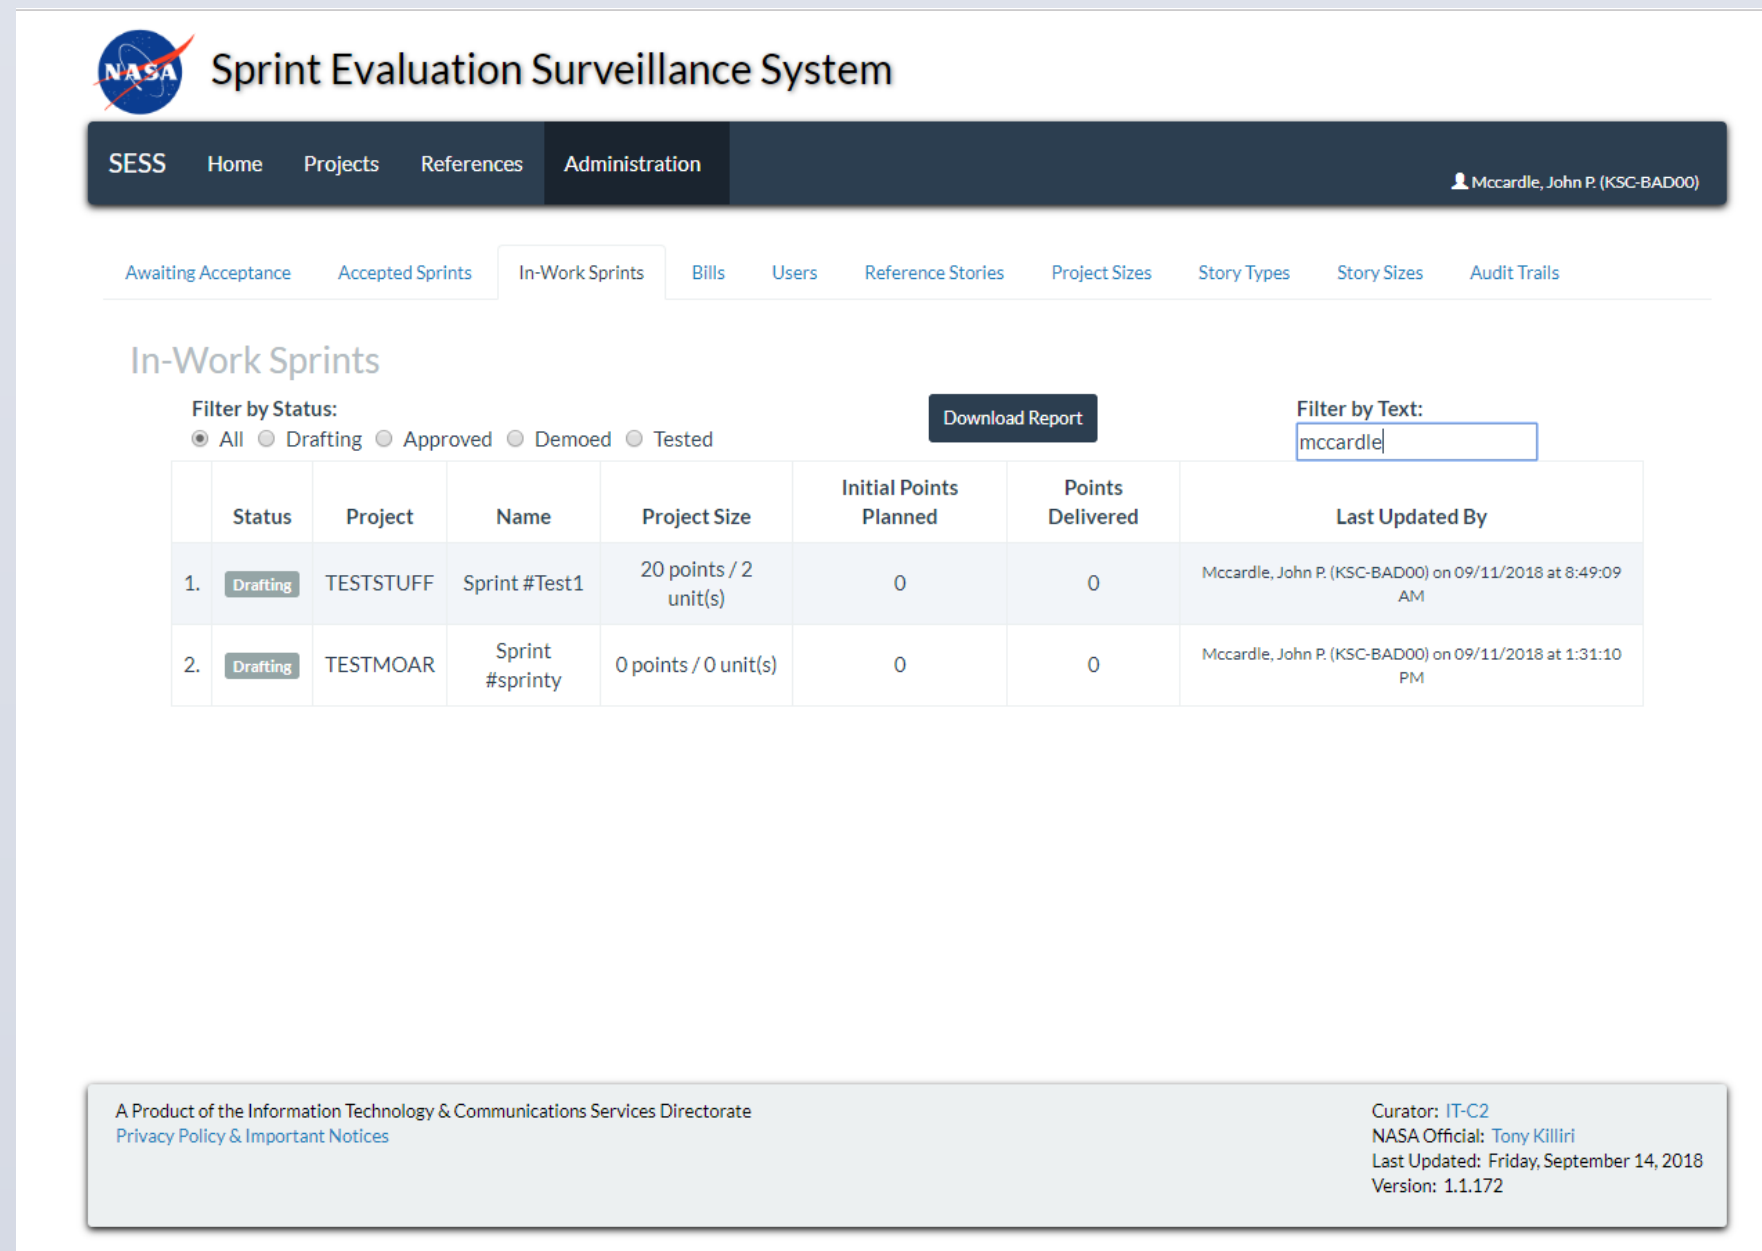 NASA
Sprint Evaluation Surveillance System
SESS Home Projects References Administration
Mccardle, John P. (KSC-BAD00)
Awaiting Acceptance Accepted Sprints In-Work Sprints Bills Users Reference Stories Project Sizes Story Types Story Sizes Audit Trails
In-Work Sprints
Filter by Status:
All Drafting Approved Demoed Tested
Download Report
Filter by Text:
mccardle
Status Project Name Project Size Initial Points Planned Points Delivered Last Updated By
1. Drafting TESTSTUFF Sprint #Test1 20 points / 2 unit(s) 0 0 Mccardle, John P. (KSC-BAD00) on 09/11/2018 at 8:49:09 AM
2. Drafting TESTMOAR Sprint #sprinty 0 points / 0 unit(s) 0 0 Mccardle, John P. (KSC-BAD00) on 09/11/2018 at 1:31:10 PM
A Product of the Information Technology & Communications Services Directorate
Privacy Policy & Important Notices
Curator: IT-C2
NASA Official: Tony Killiri
Last Updated: Friday, September 14, 2018
Version: 1.1.172